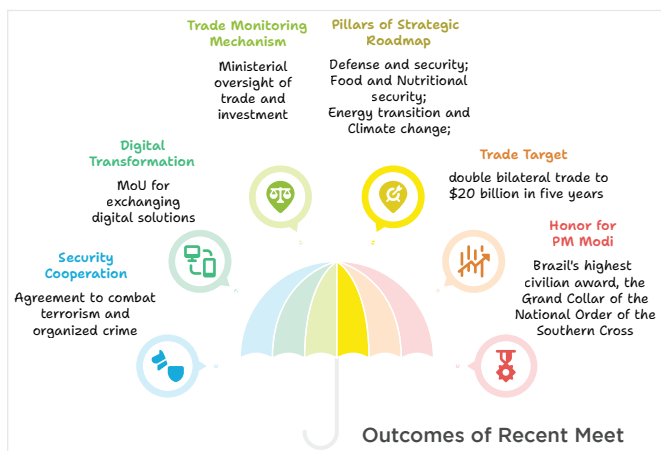 Trade Monitoring
Mechanism
Ministerial
oversight of
trade and
investment
Pillars of Strategic
Roadmap
Defense and security;
Food and Nutritional
security;
Energy transition and
Climate change;
Digital
Transformation
MoU for
exchanging
digital solutions
Trade Target
double bilateral trade to
$20 billion in five years
Security
Cooperation
Agreement to combat
terrorism and
organized crime
Honor for
PM Modi
Brazil's highest
civilian award, the
Grand Collar of the
National Order of the
Southern Cross
Outcomes of Recent Meet